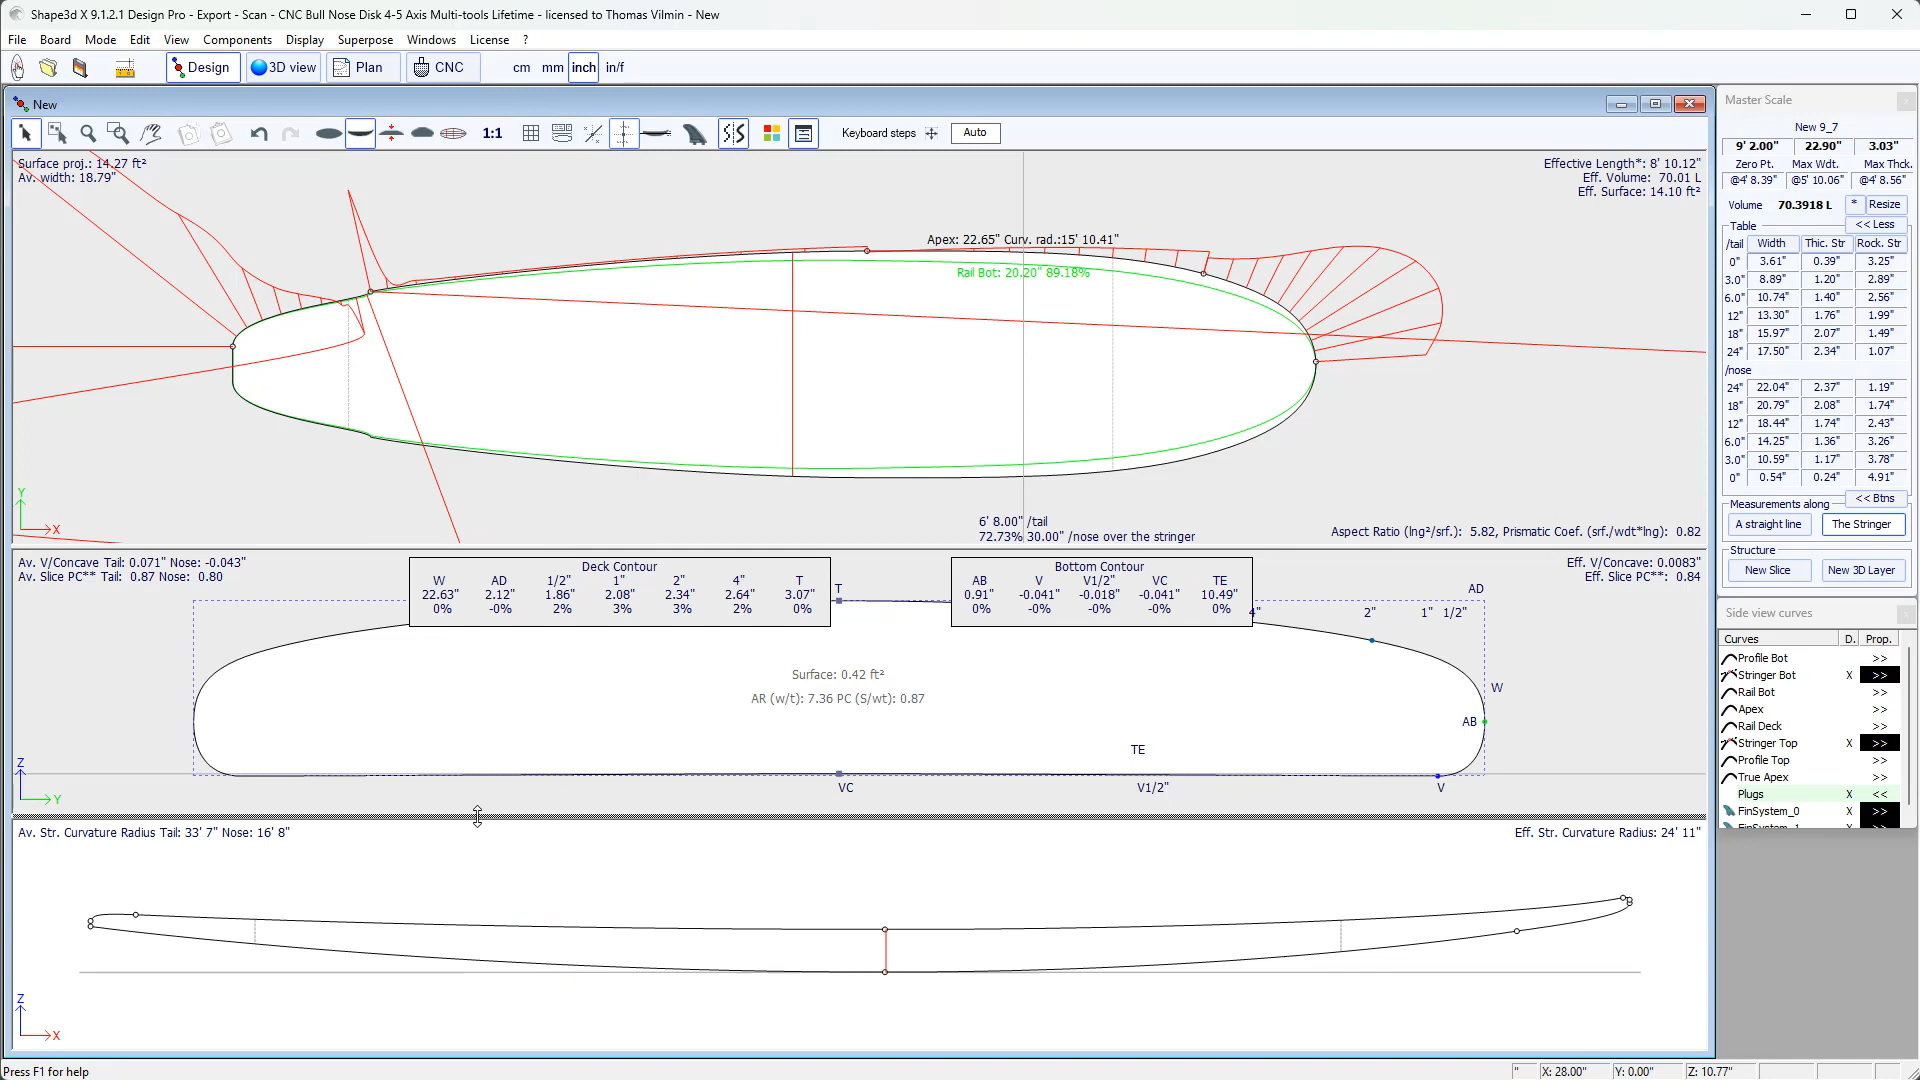 Shape3d X 9.1.2.1 Design Pro - Export - Scan - CNC Bull Nose Disk 4-5 Axis Multi-tools Lifetime - licensed to Thomas Vilmin - New
File Board Mode Edit View Components Display Superpose Windows License ?
Design 3D view Plan CNC cm mm inch in/f
New
1:1 Keyboard steps Auto
Surface proj.: 14.27 ft²
Av. width: 18.79"
Effective Length*: 8' 10.12"
Eff. Volume: 70.01 L
Eff. Surface: 14.10 ft²
Apex: 22.65" Curv. rad.:15' 10.41"
Rail Bot: 20.20" 89.18%
Y
X
6' 8.00" /tail
72.73% 30.00" /nose over the stringer
Aspect Ratio (lng²/srf.): 5.82, Prismatic Coef. (srf./wdt*lng): 0.82
Av. V/Concave Tail: 0.071" Nose: -0.043"
Av. Slice PC** Tail: 0.87 Nose: 0.80
Eff. V/Concave: 0.0083"
Eff. Slice PC**: 0.84
Deck Contour
W AD 1/2" 1" 2" 4" T
22.63" 2.12" 1.86" 2.08" 2.34" 2.64" 3.07"
0% -0% 2% 3% 3% 2% 0%
T
Bottom Contour
AB V V1/2" VC TE
0.91" -0.041" -0.018" -0.041" 10.49"
0% -0% -0% -0% 0%
AD
4" 2" 1" 1/2"
Surface: 0.42 ft²
AR (w/t): 7.36 PC (S/wt): 0.87
W
AB
TE
VC
V1/2"
V
Z
Y
Av. Str. Curvature Radius Tail: 33' 7" Nose: 16' 8"
Eff. Str. Curvature Radius: 24' 11"
Z
X
Master Scale
New 9_7
9' 2.00" 22.90" 3.03"
Zero Pt. Max Wdt. Max Thck.
@4' 8.39" @5' 10.06" @4' 8.56"
Volume 70.3918 L * Resize
Table << Less
/tail Width Thic. Str Rock. Str
0" 3.61" 0.39" 3.25"
3.0" 8.89" 1.20" 2.89"
6.0" 10.74" 1.40" 2.56"
12" 13.30" 1.76" 1.99"
18" 15.97" 2.07" 1.49"
24" 17.50" 2.34" 1.07"
/nose
24" 22.04" 2.37" 1.19"
18" 20.79" 2.08" 1.74"
12" 18.44" 1.74" 2.43"
6.0" 14.25" 1.36" 3.26"
3.0" 10.59" 1.17" 3.78"
0" 0.54" 0.24" 4.91"
<< Btns
Measurements along
A straight line The Stringer
Structure
New Slice New 3D Layer
Side view curves
Curves D. Prop.
Profile Bot >>
Stringer Bot X >>
Rail Bot >>
Apex >>
Rail Deck >>
Stringer Top X >>
Profile Top >>
True Apex >>
Plugs X <<
FinSystem_0 X >>
FinSystem_1 X >>
Press F1 for help
" X: 28.00" Y: 0.00" Z: 10.77"